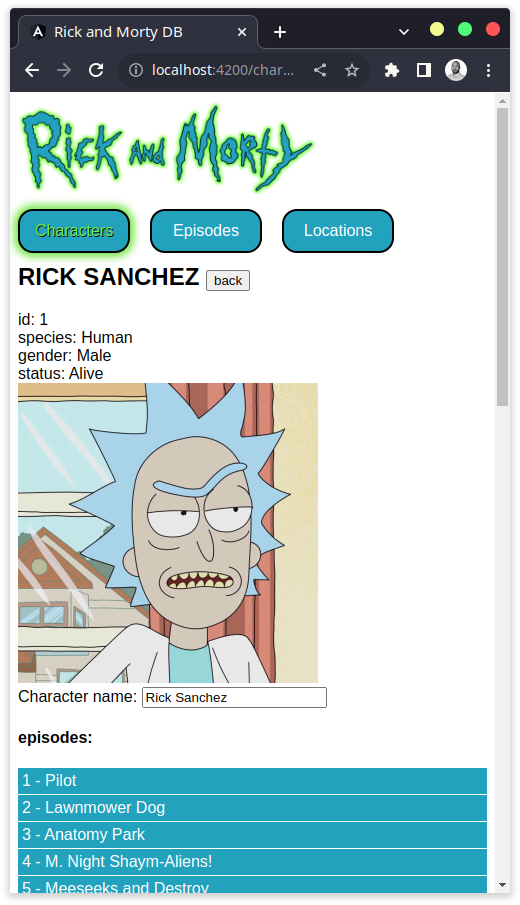 Rick and Morty DB
localhost:4200/char...
Rick and Morty
Characters
Episodes
Locations
RICK SANCHEZ back
id: 1
species: Human
gender: Male
status: Alive
Character name: Rick Sanchez
episodes:
1 - Pilot
2 - Lawnmower Dog
3 - Anatomy Park
4 - M. Night Shaym-Aliens!
5 - Meeseeks and Destroy